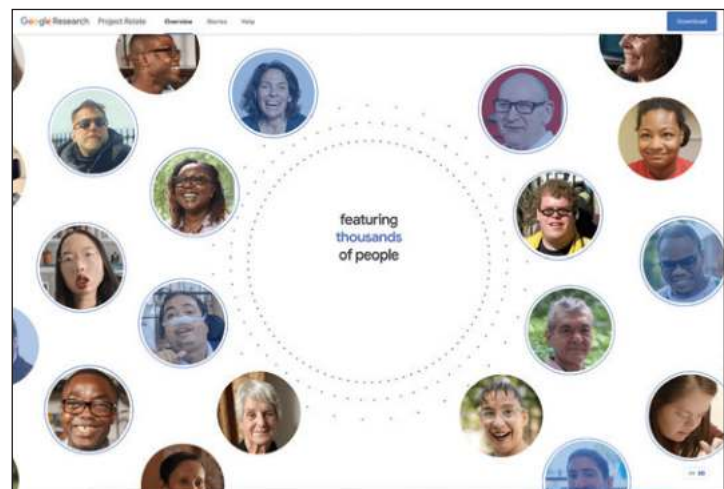 Google Research Project Relate Overview Stories Help Download
featuring
thousands
of people